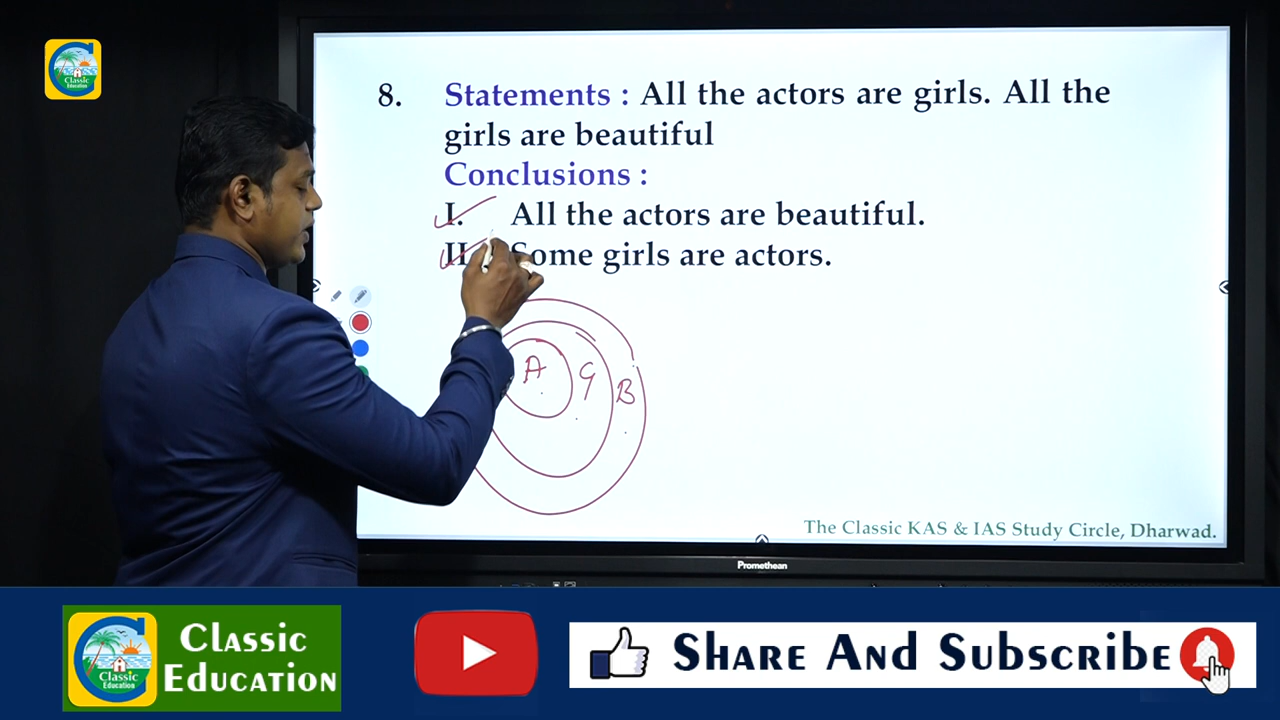 Classic
Education
8. Statements : All the actors are girls. All the
girls are beautiful
Conclusions :
I. All the actors are beautiful.
II. Some girls are actors.
A G B
The Classic KAS & IAS Study Circle, Dharwad.
Promethean
Classic
Education
Classic
Education
Share And Subscribe